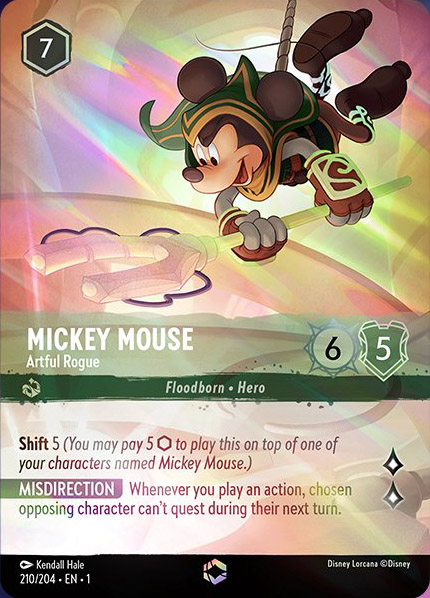 7
MICKEY MOUSE
Artful Rogue
6
5
Floodborn • Hero
Shift 5 (You may pay 5 ⬡ to play this on top of one of
your characters named Mickey Mouse.)
MISDIRECTION Whenever you play an action, chosen
opposing character can't quest during their next turn.
Kendall Hale
Disney Lorcana ©Disney
210/204 • EN • 1